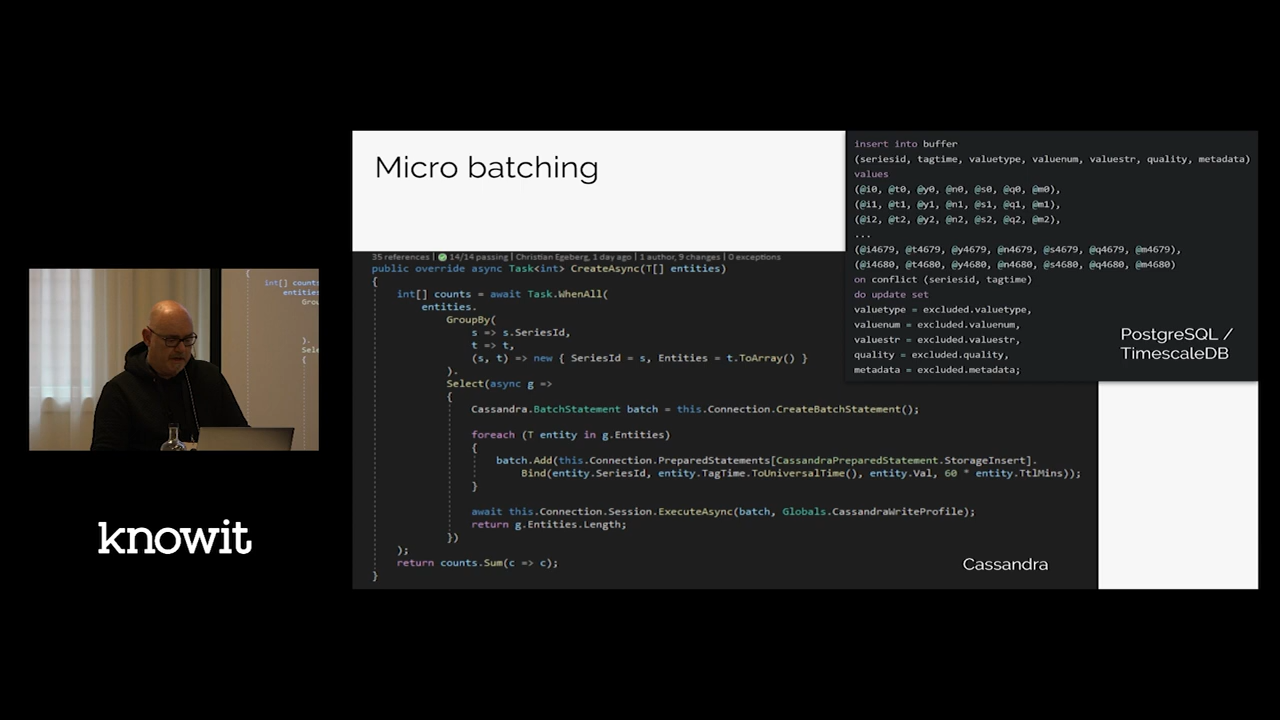 Micro batching
insert into buffer
(seriesid, tagtime, valuetype, valuenum, valuestr, quality, metadata)
values
(@i0, @t0, @y0, @n0, @s0, @q0, @m0),
(@i1, @t1, @y1, @n1, @s1, @q1, @m1),
(@i2, @t2, @y2, @n2, @s2, @q2, @m2),
...
(@i4679, @t4679, @y4679, @n4679, @s4679, @q4679, @m4679),
(@i4680, @t4680, @y4680, @n4680, @s4680, @q4680, @m4680)
on conflict (seriesid, tagtime)
do update set
valuetype = excluded.valuetype,
valuenum = excluded.valuenum,
valuestr = excluded.valuestr,
quality = excluded.quality,
metadata = excluded.metadata;
PostgreSQL /
TimescaleDB
35 references | 14/14 passing | Christian Egeberg, 1 day ago | 1 author, 9 changes | 0 exceptions
public override async Task<int> CreateAsync(T[] entities)
{
int[] counts = await Task.WhenAll(
entities.
GroupBy(
s => s.SeriesId,
t => t,
(s, t) => new { SeriesId = s, Entities = t.ToArray() }
).
Select(async g =>
{
Cassandra.BatchStatement batch = this.Connection.CreateBatchStatement();
foreach (T entity in g.Entities)
{
batch.Add(this.Connection.PreparedStatements[CassandraPreparedStatement.StorageInsert].
Bind(entity.SeriesId, entity.TagTime.ToUniversalTime(), entity.Val, 60 * entity.TtlMins));
}
await this.Connection.Session.ExecuteAsync(batch, Globals.CassandraWriteProfile);
return g.Entities.Length;
})
);
return counts.Sum(c => c);
}
Cassandra
int[] counts
entities
Grou
).
Sele
{
knowit